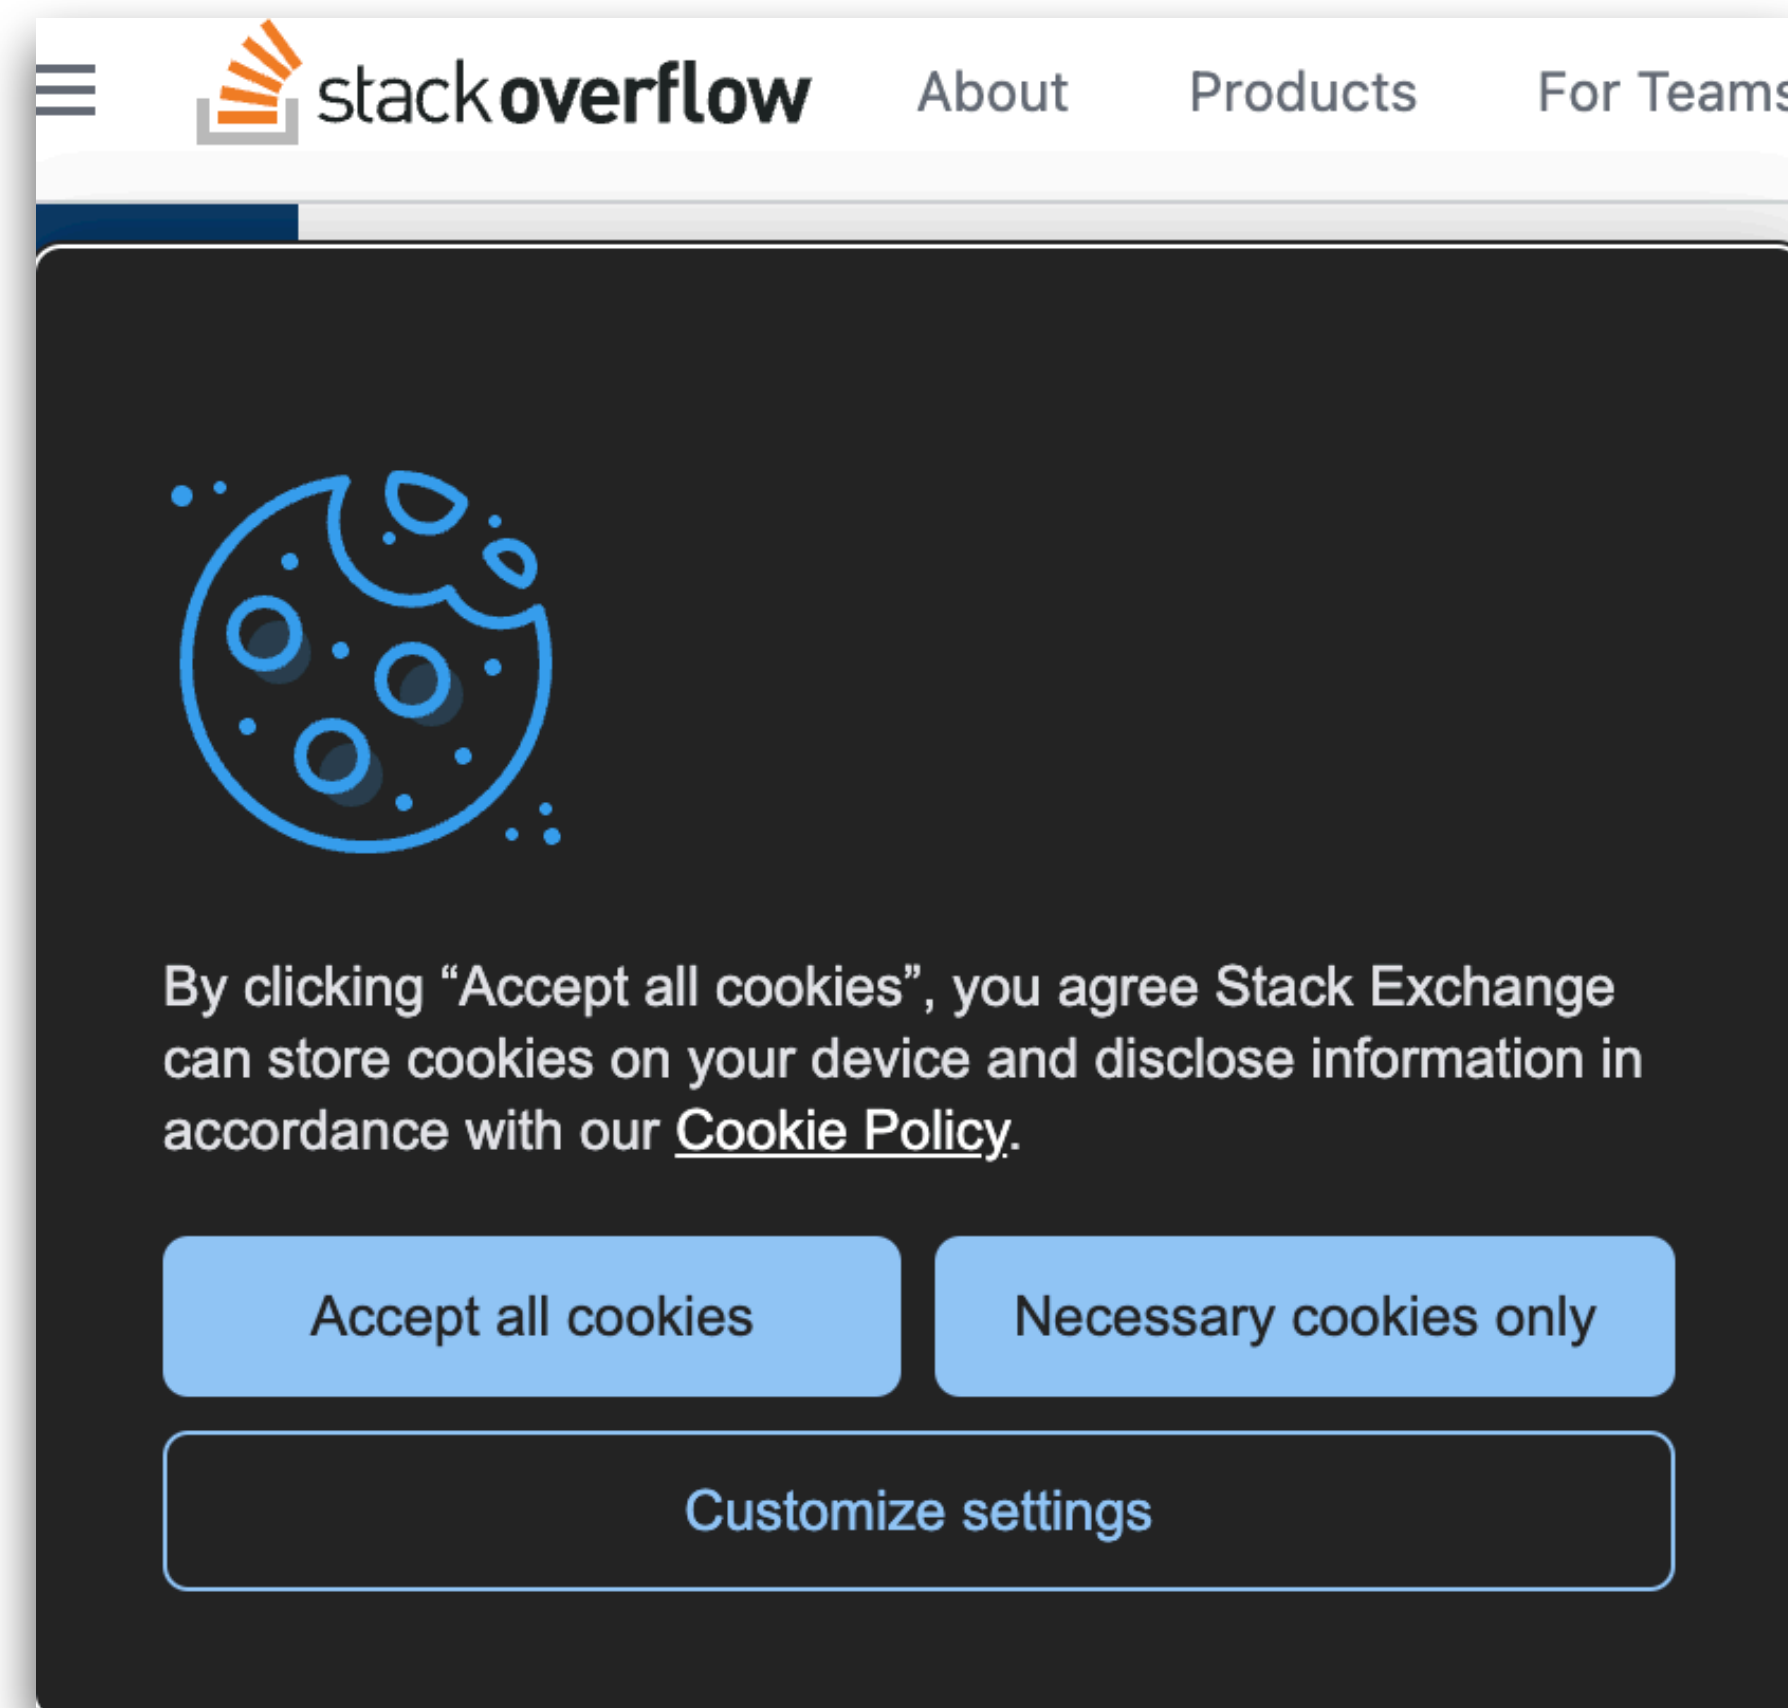 stackoverflow About Products For Teams
By clicking “Accept all cookies”, you agree Stack Exchange
can store cookies on your device and disclose information in
accordance with our Cookie Policy.
Accept all cookies Necessary cookies only
Customize settings